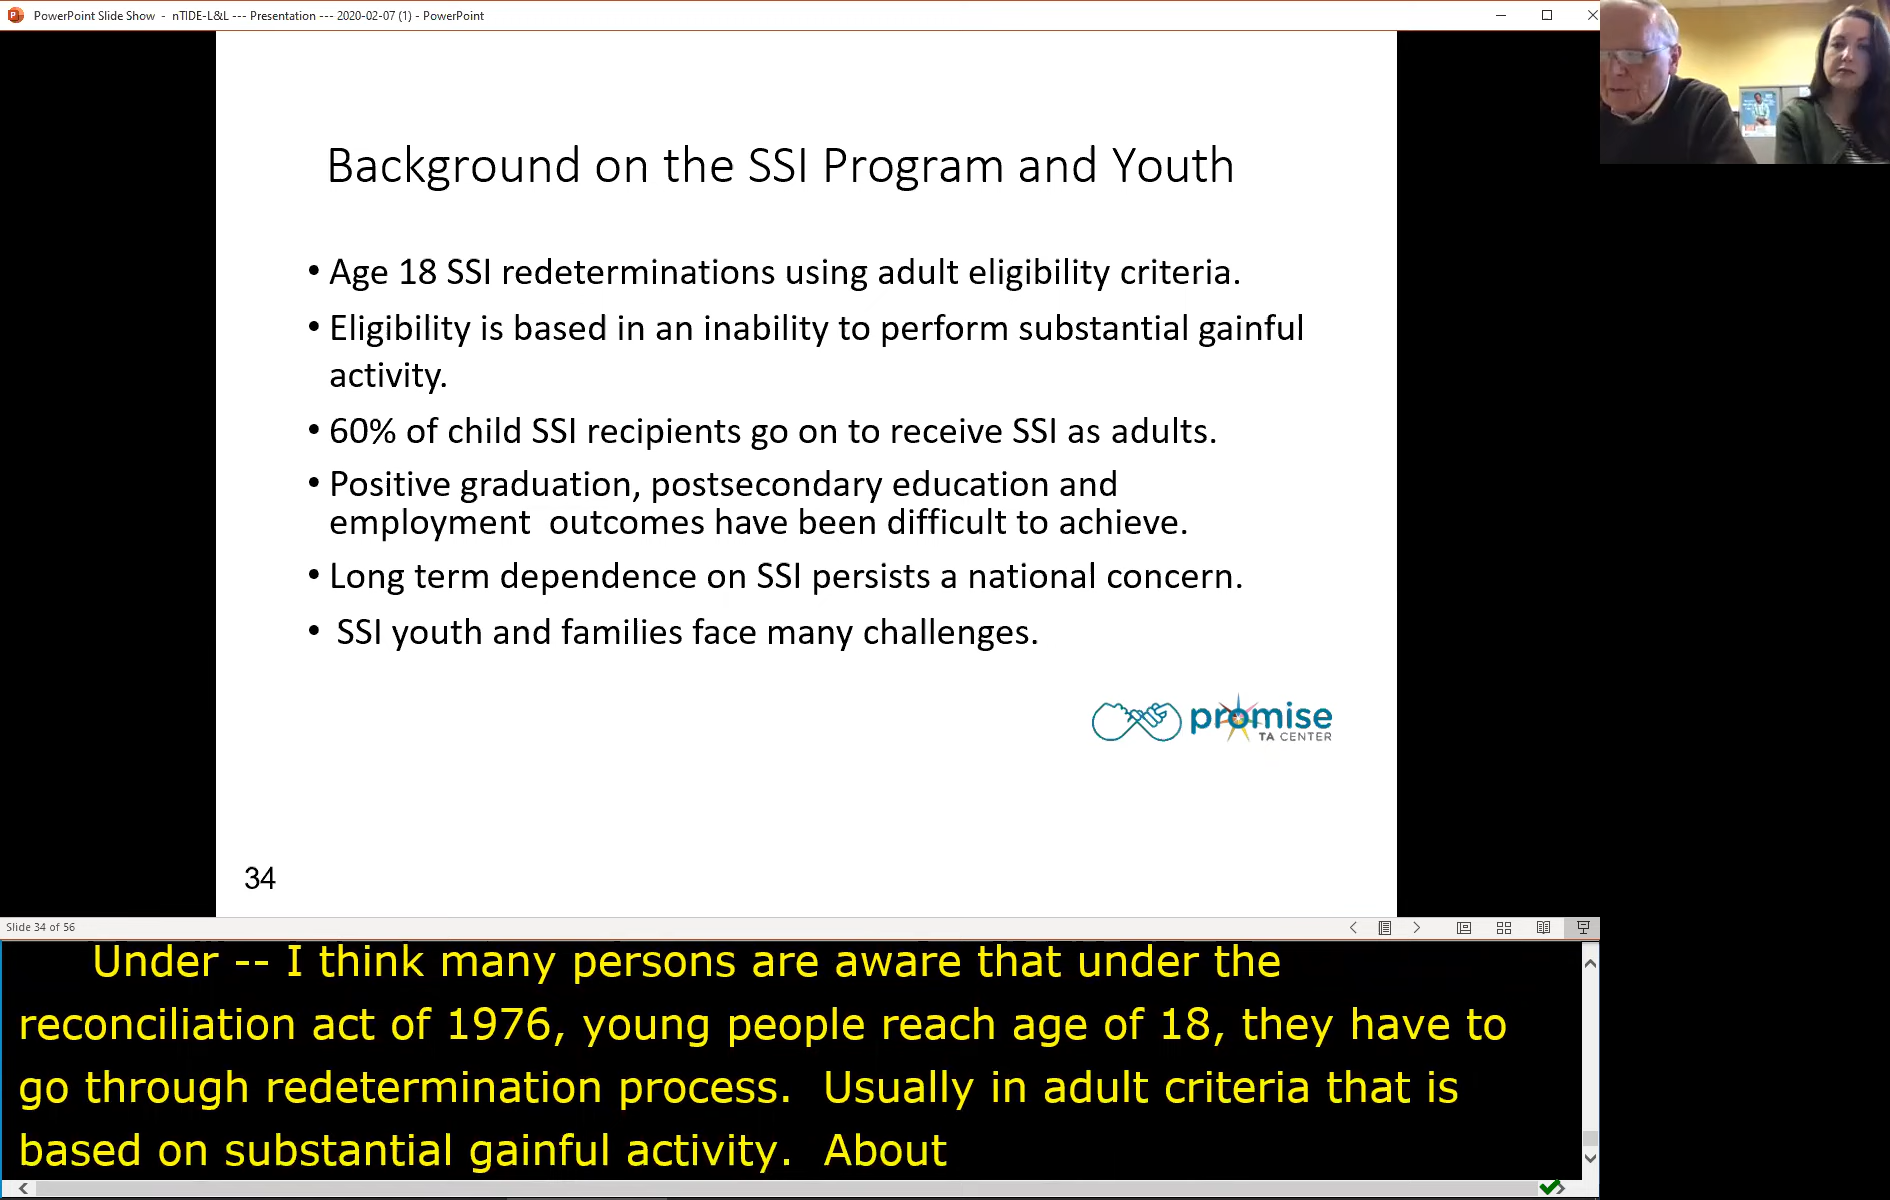 PowerPoint Slide Show - nTIDE-L&L --- Presentation --- 2020-02-07 (1) - PowerPoint
Background on the SSI Program and Youth
• Age 18 SSI redeterminations using adult eligibility criteria.
• Eligibility is based in an inability to perform substantial gainful
activity.
• 60% of child SSI recipients go on to receive SSI as adults.
• Positive graduation, postsecondary education and
employment  outcomes have been difficult to achieve.
• Long term dependence on SSI persists a national concern.
• SSI youth and families face many challenges.
promise
TA CENTER
34
Slide 34 of 56
Under -- I think many persons are aware that under the
reconciliation act of 1976, young people reach age of 18, they have to
go through redetermination process.  Usually in adult criteria that is
based on substantial gainful activity.  About